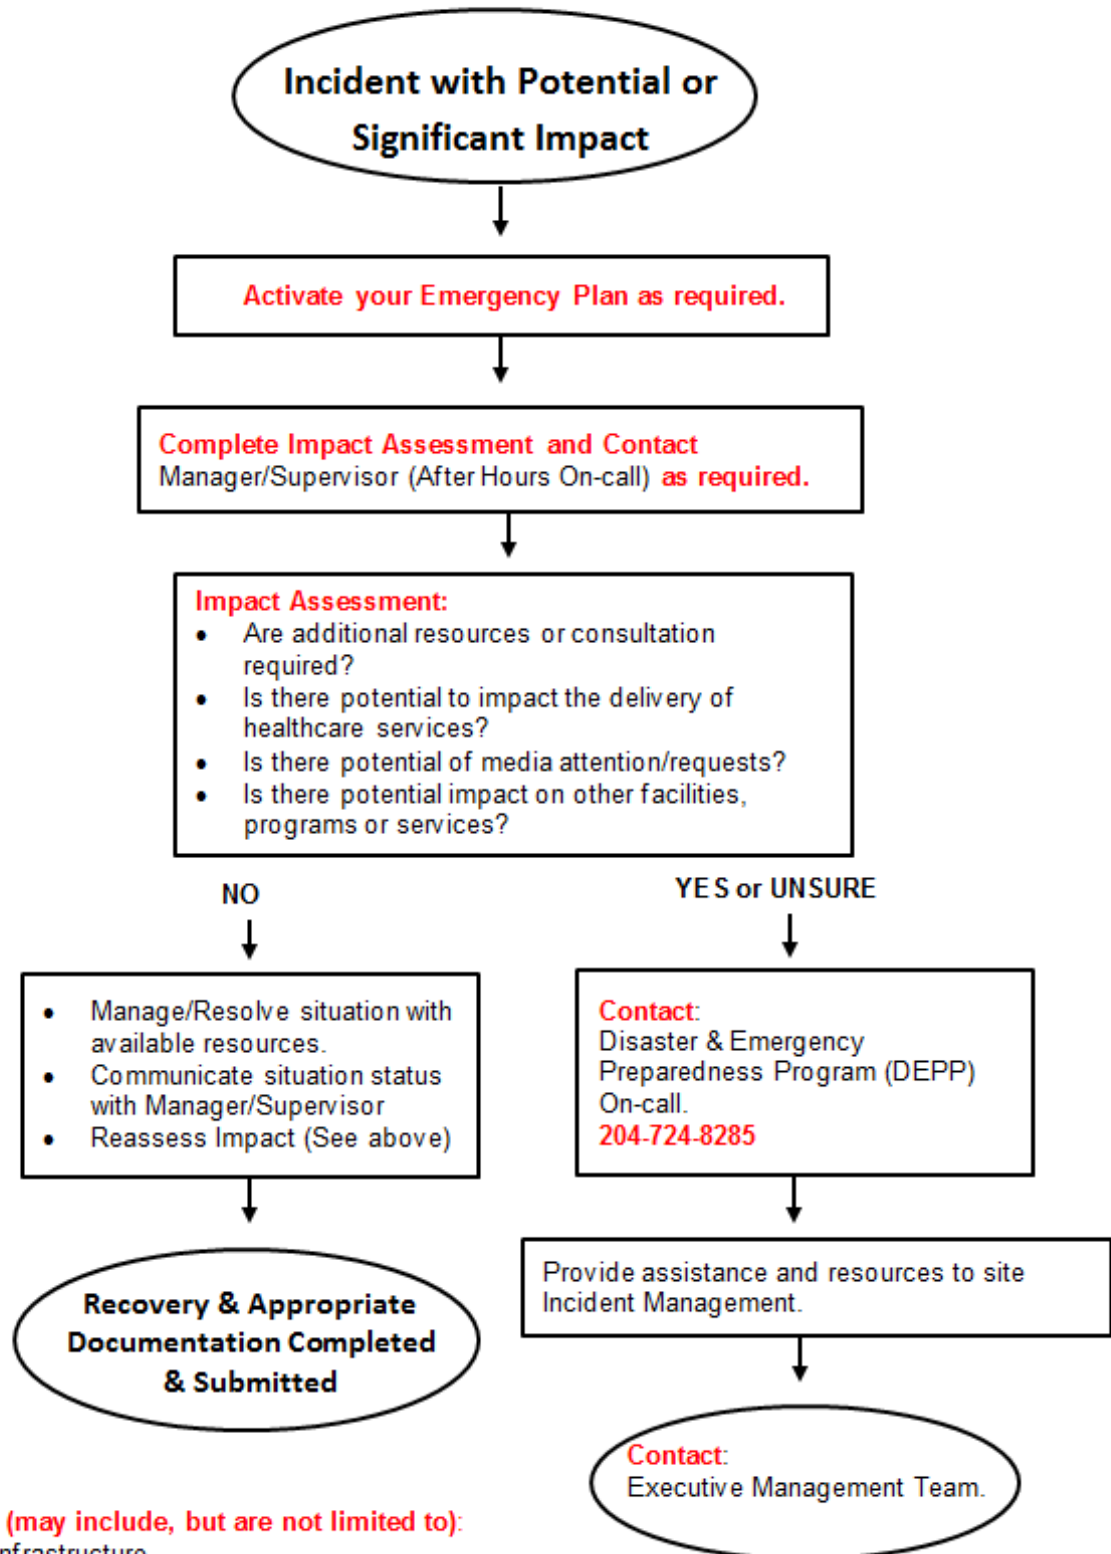 Incident with Potential or
Significant Impact
Activate your Emergency Plan as required.
Complete Impact Assessment and Contact
Manager/Supervisor (After Hours On-call) as required.
Impact Assessment:
• Are additional resources or consultation
required?
• Is there potential to impact the delivery of
healthcare services?
• Is there potential of media attention/requests?
• Is there potential impact on other facilities,
programs or services?
NO
YES or UNSURE
• Manage/Resolve situation with
available resources.
• Communicate situation status
with Manager/Supervisor
• Reassess Impact (See above)
Contact:
Disaster & Emergency
Preparedness Program (DEPP)
On-call.
204-724-8285
Recovery & Appropriate
Documentation Completed
& Submitted
Provide assistance and resources to site
Incident Management.
Contact:
Executive Management Team.
(may include, but are not limited to):